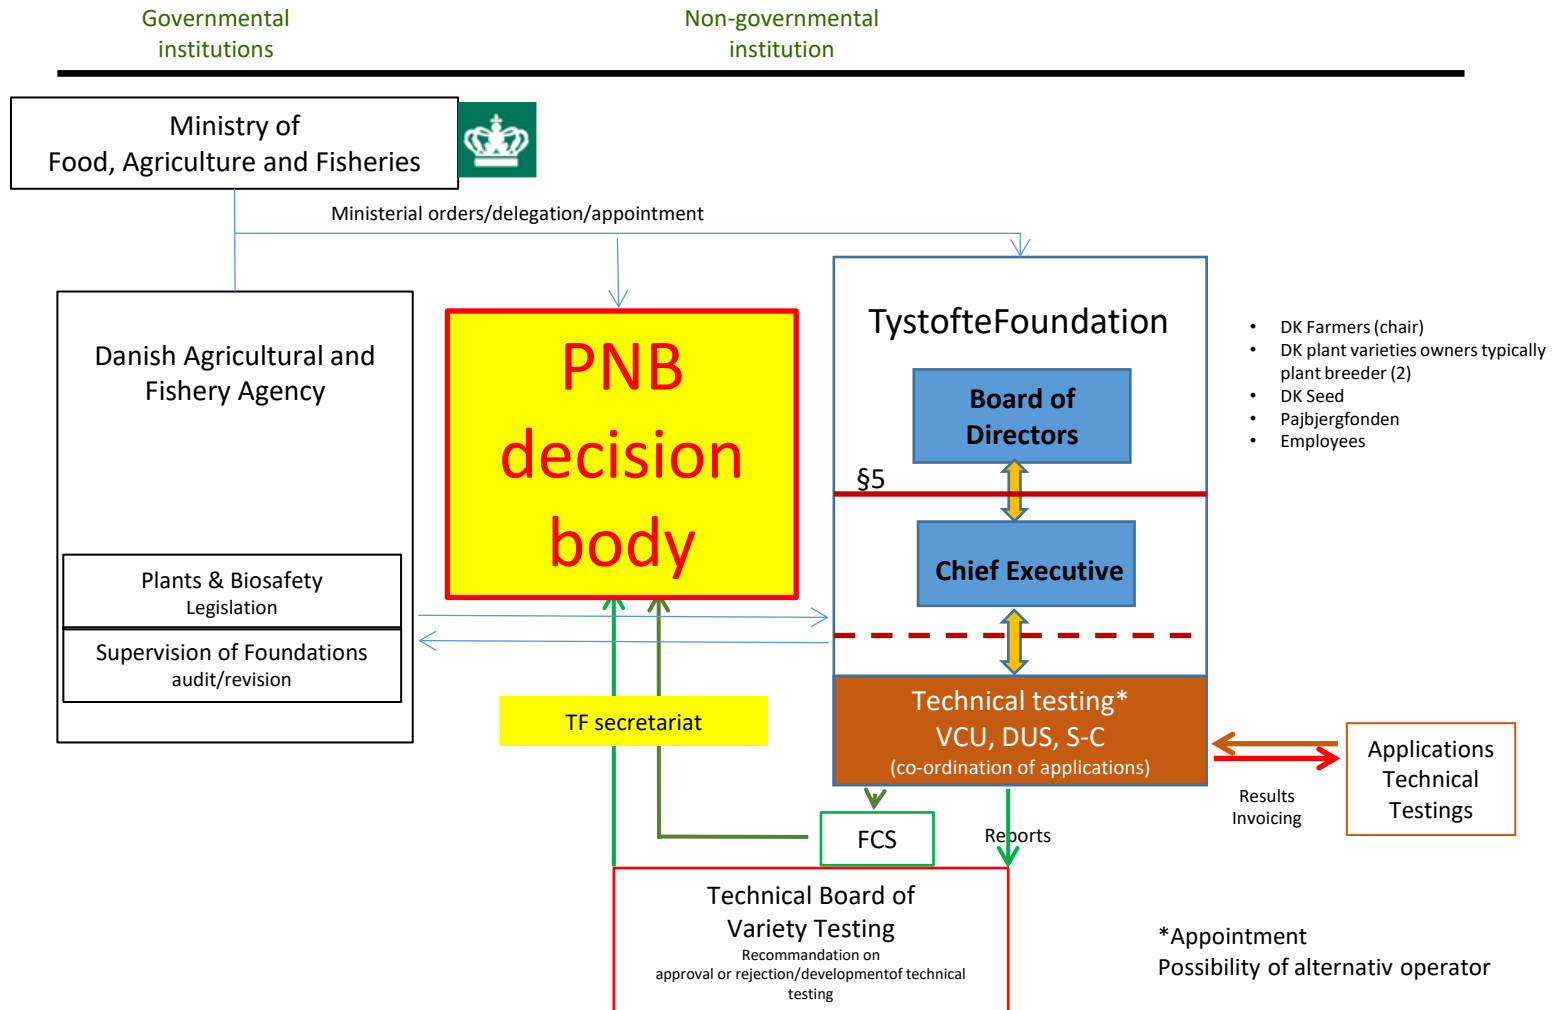 Governmental
institutions
Non-governmental
institution
Ministry of
Food, Agriculture and Fisheries
Ministerial orders/delegation/appointment
Danish Agricultural and
Fishery Agency
Plants & Biosafety
Legislation
Supervision of Foundations
audit/revision
PNB
decision
body
TF secretariat
TystofteFoundation
Board of
Directors
§5
Chief Executive
Technical testing*
VCU, DUS, S-C
(co-ordination of applications)
• DK Farmers (chair)
• DK plant varieties owners typically
plant breeder (2)
• DK Seed
• Pajbjergfonden
• Employees
Applications
Technical
Testings
Results
Invoicing
FCS
Reports
Technical Board of
Variety Testing
Recommandation on
approval or rejection/developmentof technical
testing
*Appointment
Possibility of alternativ operator